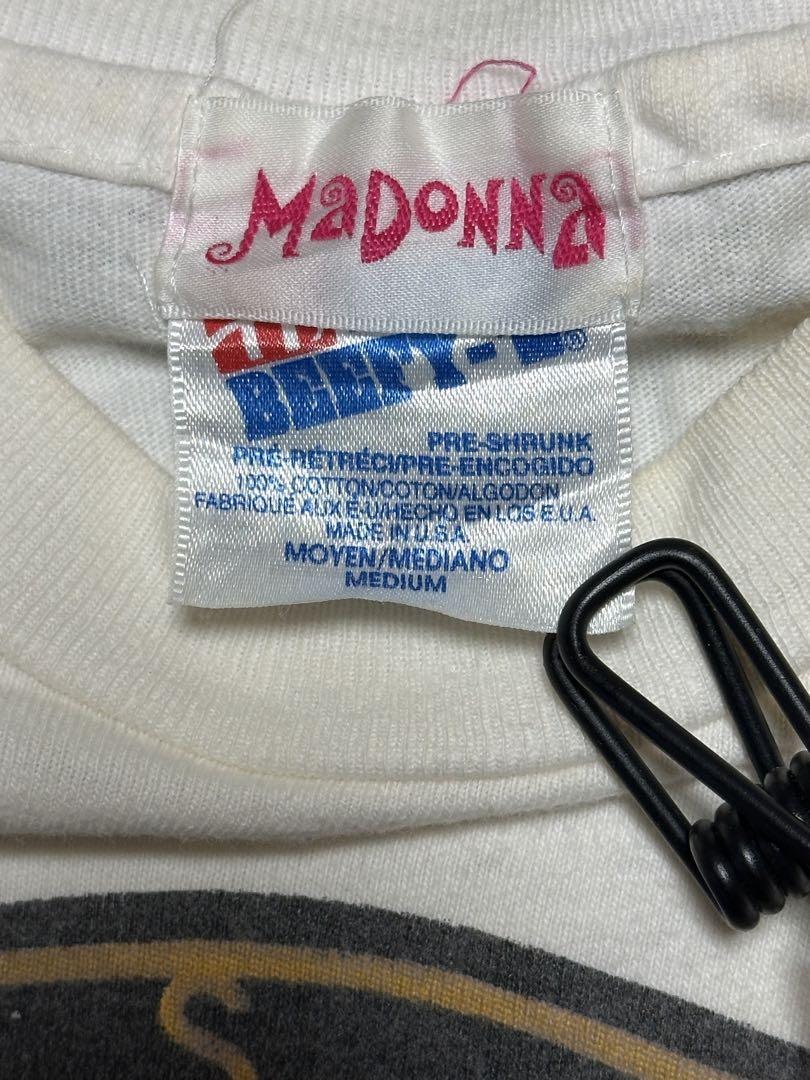 MaDoNNa
BEEFY-T®
PRE-SHRUNK
PRÉ-RÉTRÉCI/PRE-ENCOGIDO
100% COTTON/COTON/ALGODON
FABRIQUÉ AUX E-U/HECHO EN LOS E.U.A.
MADE IN U.S.A.
MOYEN/MEDIANO
MEDIUM